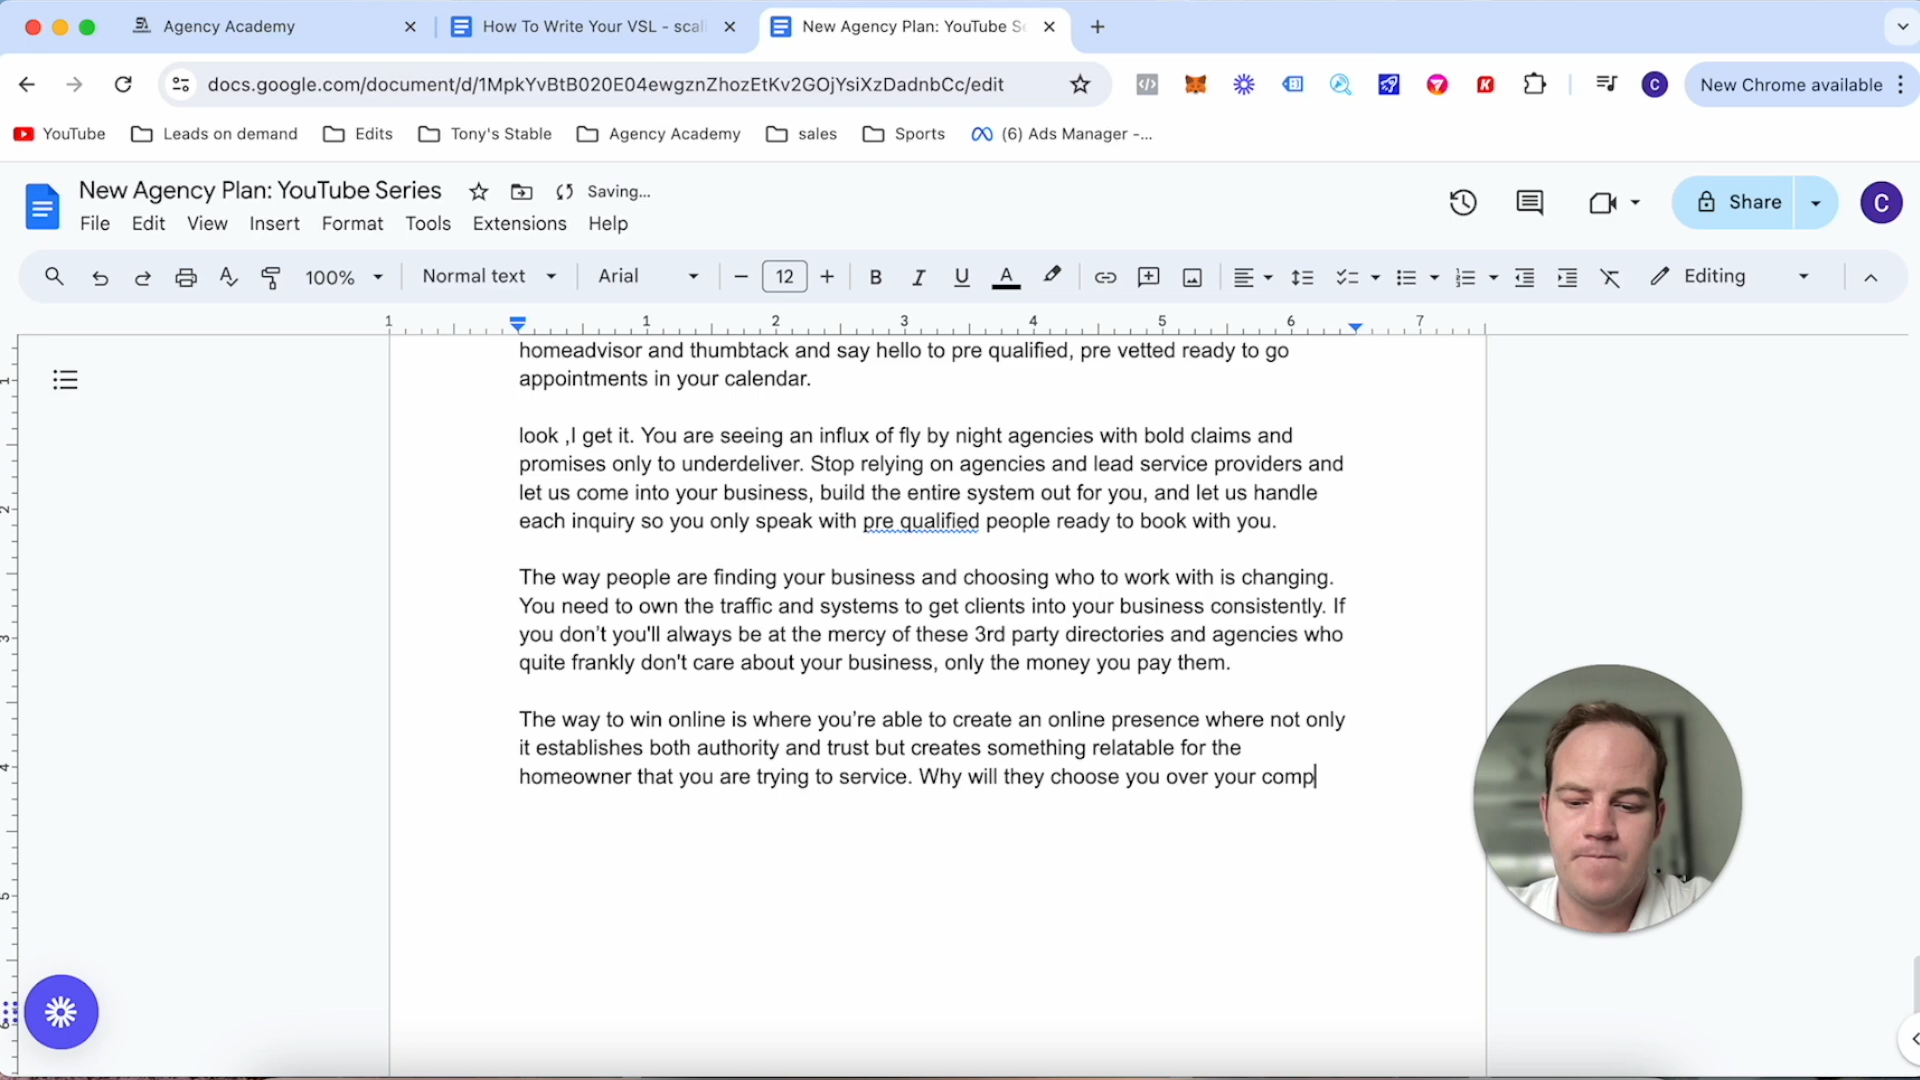 Agency Academy
How To Write Your VSL - scal
New Agency Plan: YouTube Se
docs.google.com/document/d/1MpkYvBtB020E04ewgznZhozEtKv2GOjYsiXzDadnbCc/edit
New Chrome available
YouTube
Leads on demand
Edits
Tony's Stable
Agency Academy
sales
Sports
(6) Ads Manager -...
New Agency Plan: YouTube Series
Saving...
File Edit View Insert Format Tools Extensions Help
Share
C
100%
Normal text
Arial
12
Editing
1 1 2 3 4 5 6 7
homeadvisor and thumbtack and say hello to pre qualified, pre vetted ready to go
appointments in your calendar.
look ,I get it. You are seeing an influx of fly by night agencies with bold claims and
promises only to underdeliver. Stop relying on agencies and lead service providers and
let us come into your business, build the entire system out for you, and let us handle
each inquiry so you only speak with pre qualified people ready to book with you.
The way people are finding your business and choosing who to work with is changing.
You need to own the traffic and systems to get clients into your business consistently. If
you don’t you'll always be at the mercy of these 3rd party directories and agencies who
quite frankly don't care about your business, only the money you pay them.
The way to win online is where you’re able to create an online presence where not only
it establishes both authority and trust but creates something relatable for the
homeowner that you are trying to service. Why will they choose you over your comp